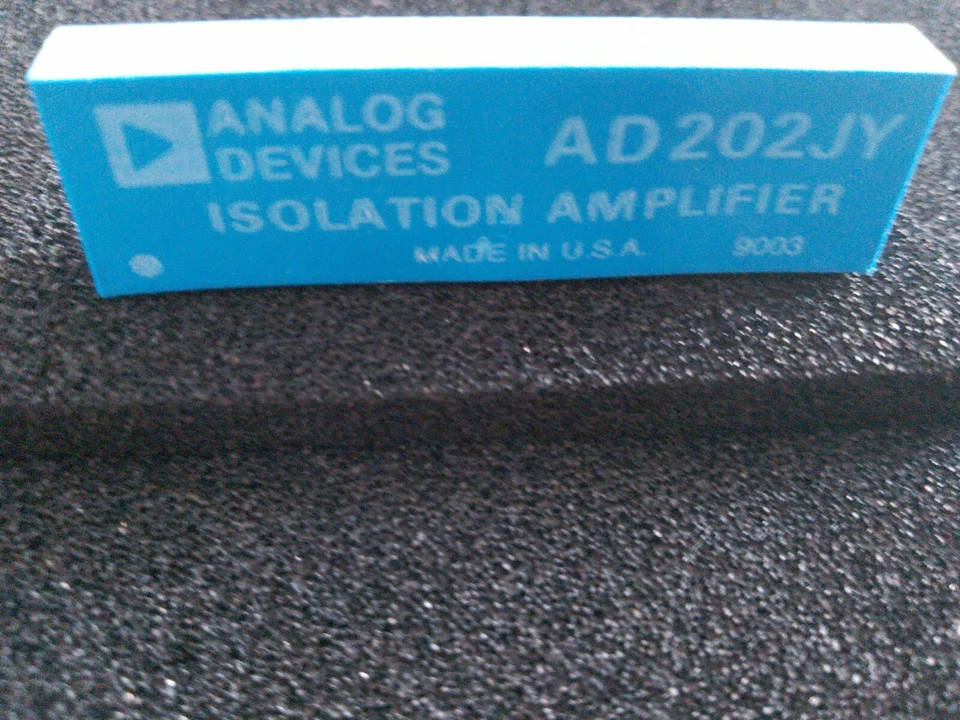 ANALOG
DEVICES
AD202JY
ISOLATION AMPLIFIER
MADE IN U.S.A.
9003